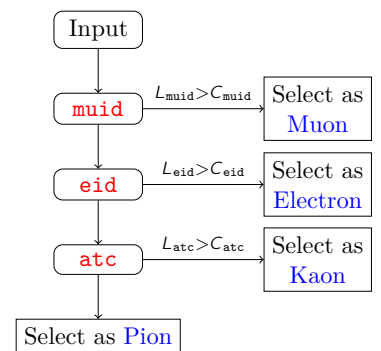 Input
muid
L_muid>C_muid
Select as
Muon
eid
L_eid>C_eid
Select as
Electron
atc
L_atc>C_atc
Select as
Kaon
Select as Pion